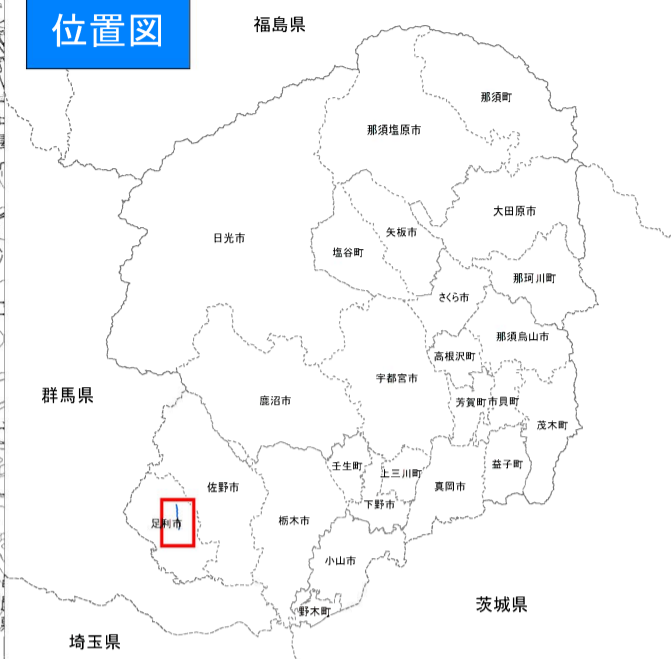 位置図
福島県
那須町
那須塩原市
大田原市
矢板市
日光市
塩谷町
那珂川町
さくら市
那須烏山市
高根沢町
宇都宮市
群馬県
鹿沼市
芳賀町
市貝町
茂木町
壬生町
上三川町
益子町
佐野市
真岡市
下野市
足利市
栃木市
小山市
茨城県
野木町
埼玉県